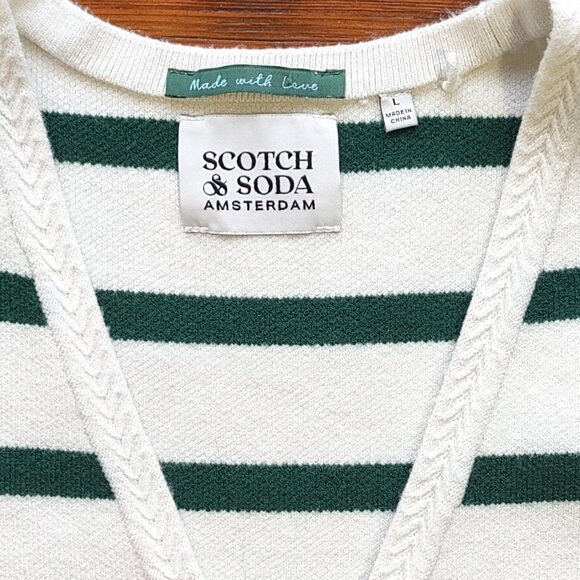 Made with Love
L
MADE IN
CHINA
SCOTCH
& SODA
AMSTERDAM